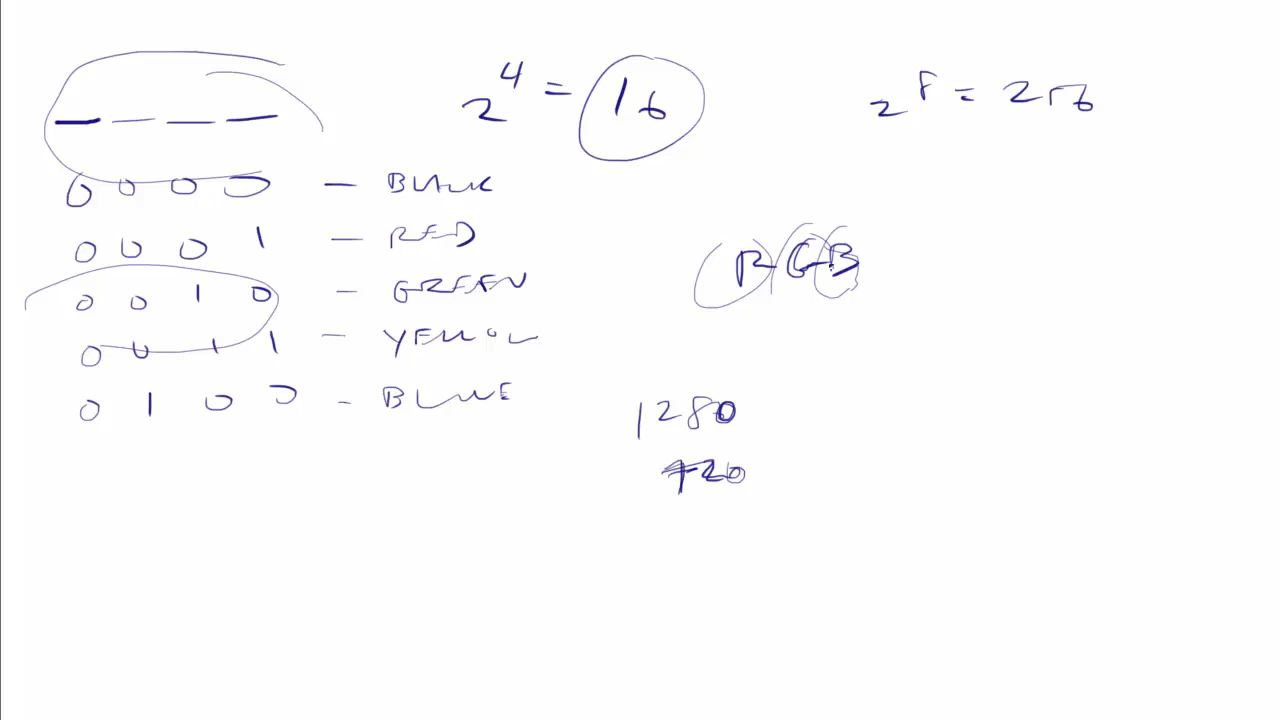 2^4 = 16
2^8 = 256
0 0 0 0 — BLACK
0 0 0 1 — RED
0 0 1 0 — GREEN
0 0 1 1 — YELLOW
0 1 0 0 - BLUE
RGB
1280
720